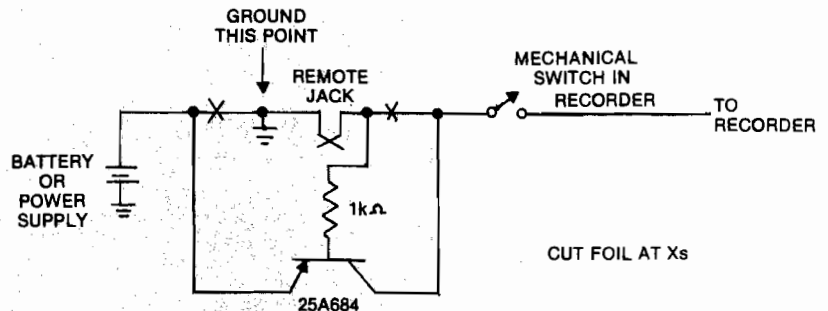 GROUND
THIS POINT
REMOTE
JACK
MECHANICAL
SWITCH IN
RECORDER
TO
RECORDER
BATTERY
OR
POWER
SUPPLY
1kΩ
CUT FOIL AT Xs
25A684